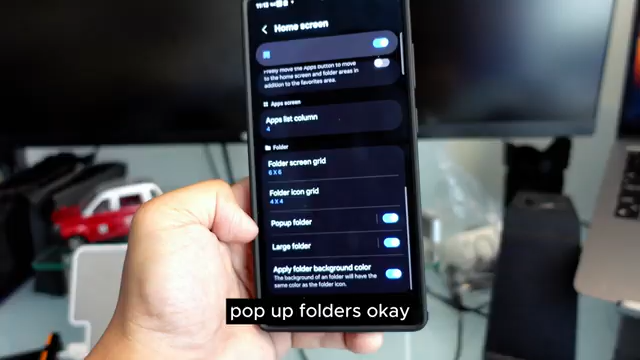 11:13
Home screen
Freely move the Apps button to move
to the home screen and folder areas in
addition to the favorites area.
Apps screen
Apps list column
4
Folder
Folder screen grid
6 X 6
Folder icon grid
4 X 4
Popup folder
Large folder
Apply folder background color
The background of an folder will have the
same color as the folder icon.
pop up folders okay